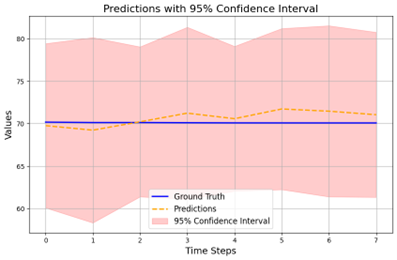 Predictions with 95% Confidence Interval
Values
80
75
70
65
60
Ground Truth
Predictions
95% Confidence Interval
0 1 2 3 4 5 6 7
Time Steps